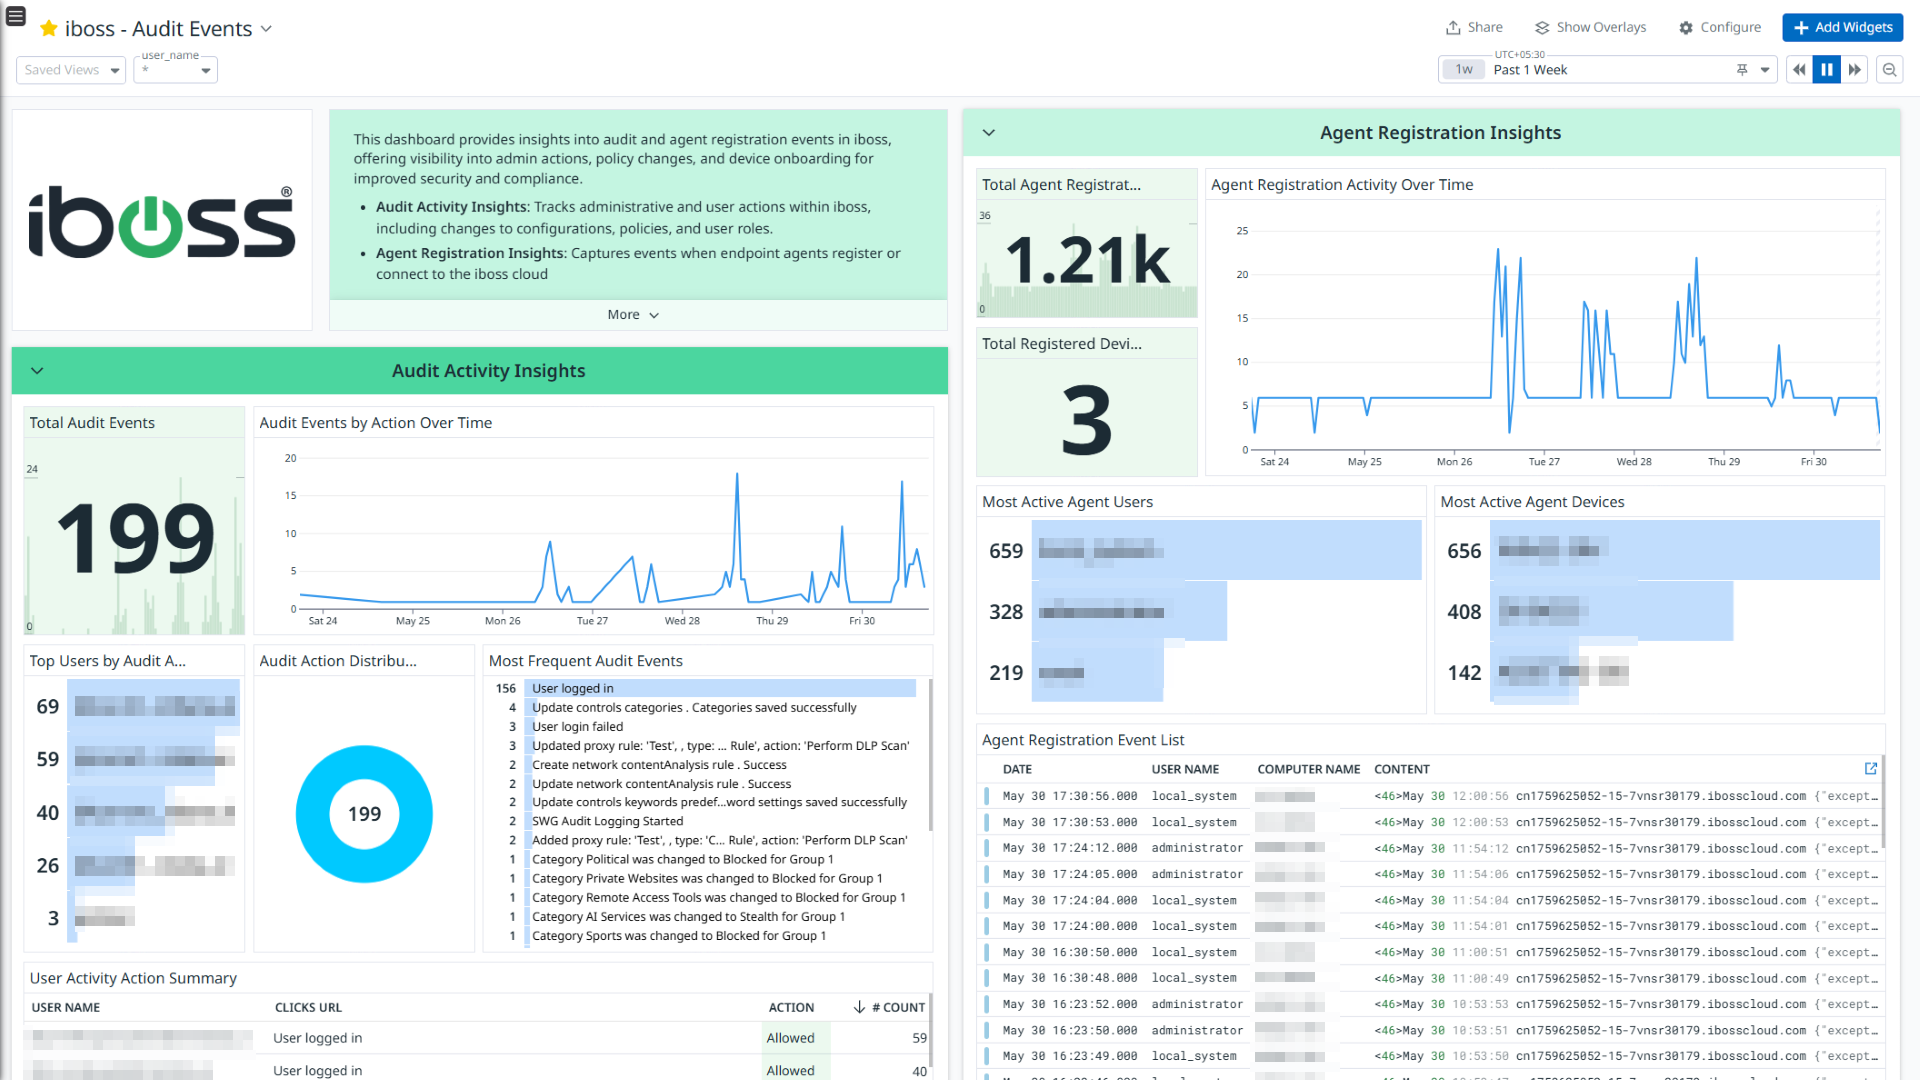 iboss - Audit Events
Share
Show Overlays
Configure
Add Widgets
Saved Views
user_name
*
UTC+05:30
1w
Past 1 Week
iboss®
This dashboard provides insights into audit and agent registration events in iboss,
offering visibility into admin actions, policy changes, and device onboarding for
improved security and compliance.
• Audit Activity Insights: Tracks administrative and user actions within iboss,
including changes to configurations, policies, and user roles.
• Agent Registration Insights: Captures events when endpoint agents register or
connect to the iboss cloud
More
Audit Activity Insights
Total Audit Events
24
199
0
Audit Events by Action Over Time
20
15
10
5
0
Sat 24 May 25 Mon 26 Tue 27 Wed 28 Thu 29 Fri 30
Top Users by Audit A...
69
59
40
26
3
Audit Action Distribu...
199
Most Frequent Audit Events
156 User logged in
4 Update controls categories . Categories saved successfully
3 User login failed
3 Updated proxy rule: 'Test', , type: ... Rule', action: 'Perform DLP Scan'
2 Create network contentAnalysis rule . Success
2 Update network contentAnalysis rule . Success
2 Update controls keywords predef...word settings saved successfully
2 SWG Audit Logging Started
2 Added proxy rule: 'Test', , type: 'C... Rule', action: 'Perform DLP Scan'
1 Category Political was changed to Blocked for Group 1
1 Category Private Websites was changed to Blocked for Group 1
1 Category Remote Access Tools was changed to Blocked for Group 1
1 Category AI Services was changed to Stealth for Group 1
1 Category Sports was changed to Blocked for Group 1
User Activity Action Summary
USER NAME CLICKS URL ACTION # COUNT
User logged in Allowed 59
User logged in Allowed 40
Agent Registration Insights
Total Agent Registrat...
36
1.21k
0
Total Registered Devi...
3
Agent Registration Activity Over Time
25
20
15
10
5
0
Sat 24 May 25 Mon 26 Tue 27 Wed 28 Thu 29 Fri 30
Most Active Agent Users
659
328
219
Most Active Agent Devices
656
408
142
Agent Registration Event List
DATE USER NAME COMPUTER NAME CONTENT
May 30 17:30:56.000 local_system <46>May 30 12:00:56 cn1759625052-15-7vnsr30179.ibosscloud.com {"except…
May 30 17:30:53.000 local_system <46>May 30 12:00:53 cn1759625052-15-7vnsr30179.ibosscloud.com {"except…
May 30 17:24:12.000 administrator <46>May 30 11:54:12 cn1759625052-15-7vnsr30179.ibosscloud.com {"except…
May 30 17:24:05.000 administrator <46>May 30 11:54:06 cn1759625052-15-7vnsr30179.ibosscloud.com {"except…
May 30 17:24:04.000 local_system <46>May 30 11:54:04 cn1759625052-15-7vnsr30179.ibosscloud.com {"except…
May 30 17:24:00.000 local_system <46>May 30 11:54:01 cn1759625052-15-7vnsr30179.ibosscloud.com {"except…
May 30 16:30:50.000 local_system <46>May 30 11:00:51 cn1759625052-15-7vnsr30179.ibosscloud.com {"except…
May 30 16:30:48.000 local_system <46>May 30 11:00:49 cn1759625052-15-7vnsr30179.ibosscloud.com {"except…
May 30 16:23:52.000 administrator <46>May 30 10:53:53 cn1759625052-15-7vnsr30179.ibosscloud.com {"except…
May 30 16:23:50.000 administrator <46>May 30 10:53:51 cn1759625052-15-7vnsr30179.ibosscloud.com {"except…
May 30 16:23:49.000 local_system <46>May 30 10:53:50 cn1759625052-15-7vnsr30179.ibosscloud.com {"except…